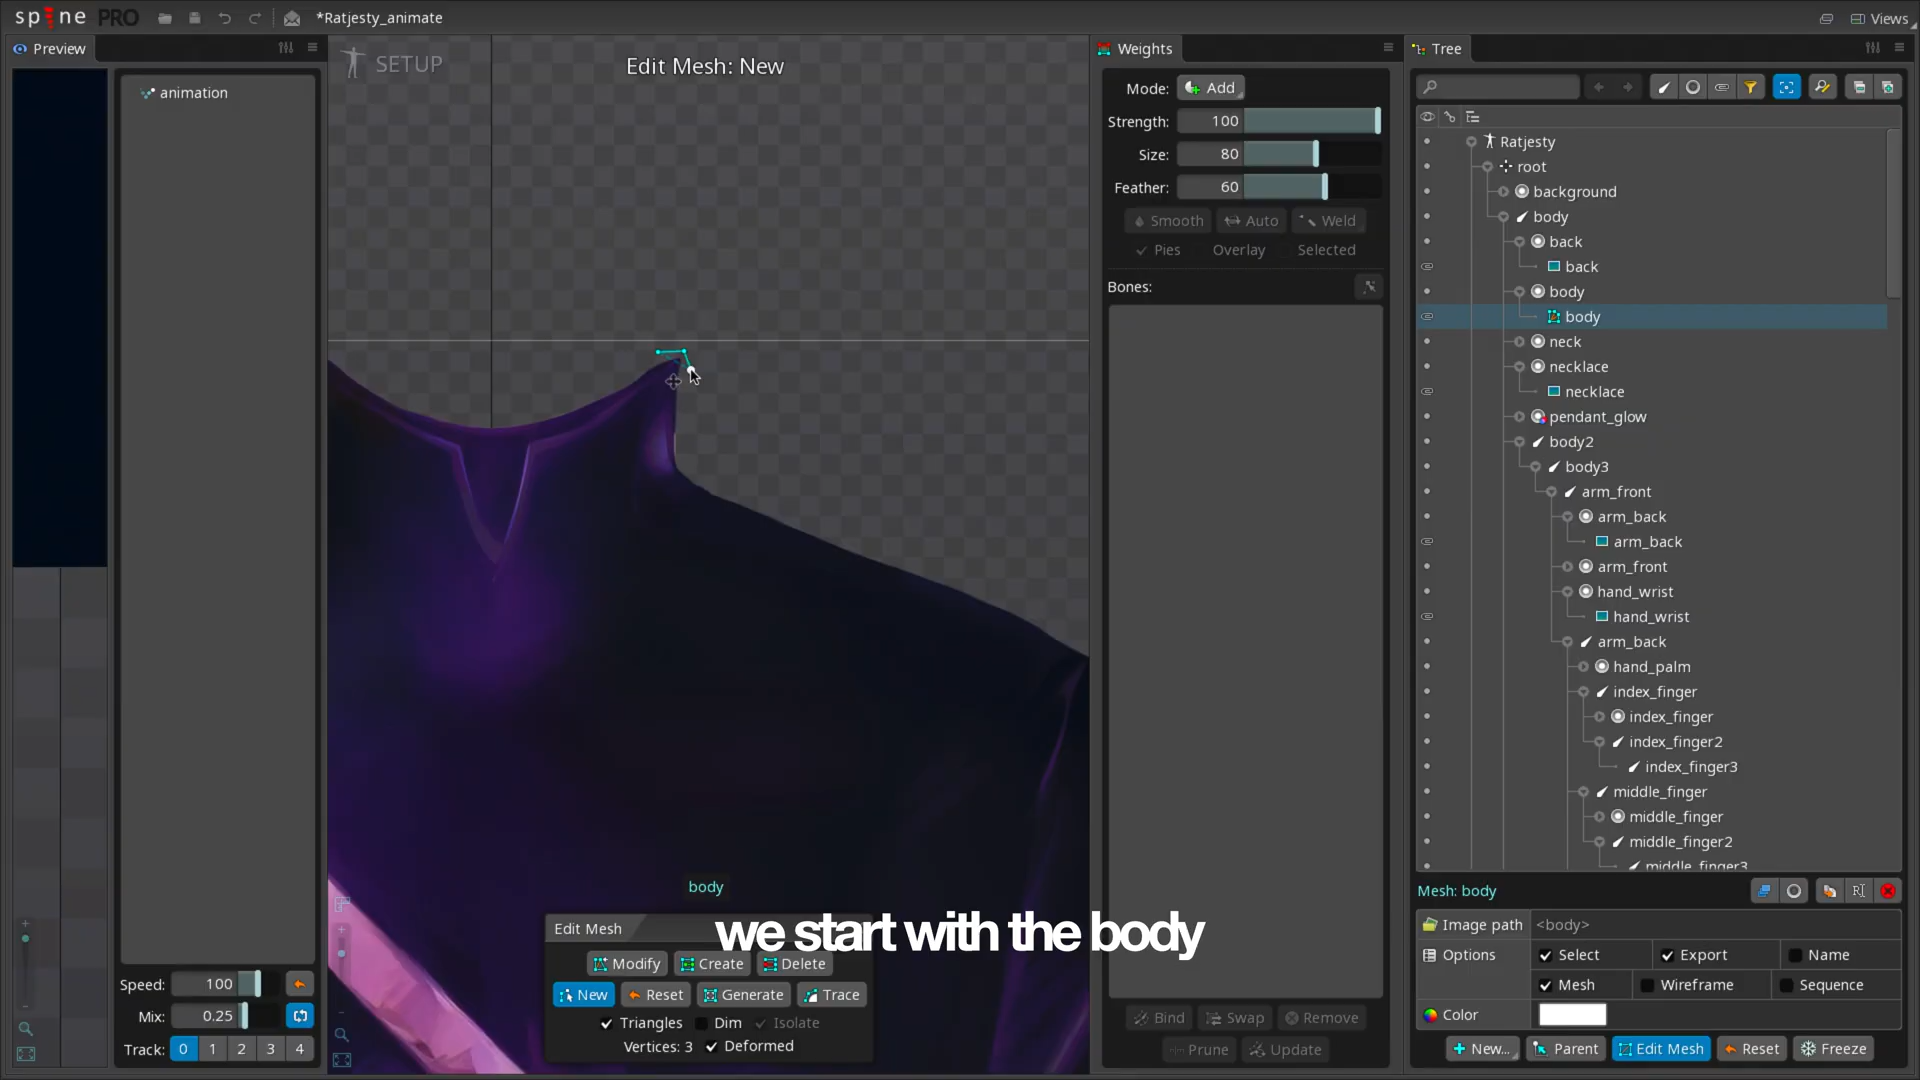 spine PRO
*Ratjesty_animate
Views
Preview
animation
Speed: 100
Mix: 0.25
Track: 0 1 2 3 4
SETUP
Edit Mesh: New
body
we start with the body
Edit Mesh
Modify Create Delete
New Reset Generate Trace
Triangles Dim Isolate
Vertices: 3 Deformed
Weights
Mode: Add
Strength: 100
Size: 80
Feather: 60
Smooth Auto Weld
Pies Overlay Selected
Bones:
Bind Swap Remove
Prune Update
Tree
Ratjesty
root
background
body
back
back
body
body
neck
necklace
necklace
pendant_glow
body2
body3
arm_front
arm_back
arm_back
arm_front
hand_wrist
hand_wrist
arm_back
hand_palm
index_finger
index_finger
index_finger2
index_finger3
middle_finger
middle_finger
middle_finger2
middle_finger3
Mesh: body
Image path <body>
Options Select Export Name
Mesh Wireframe Sequence
Color
New... Parent Edit Mesh Reset Freeze